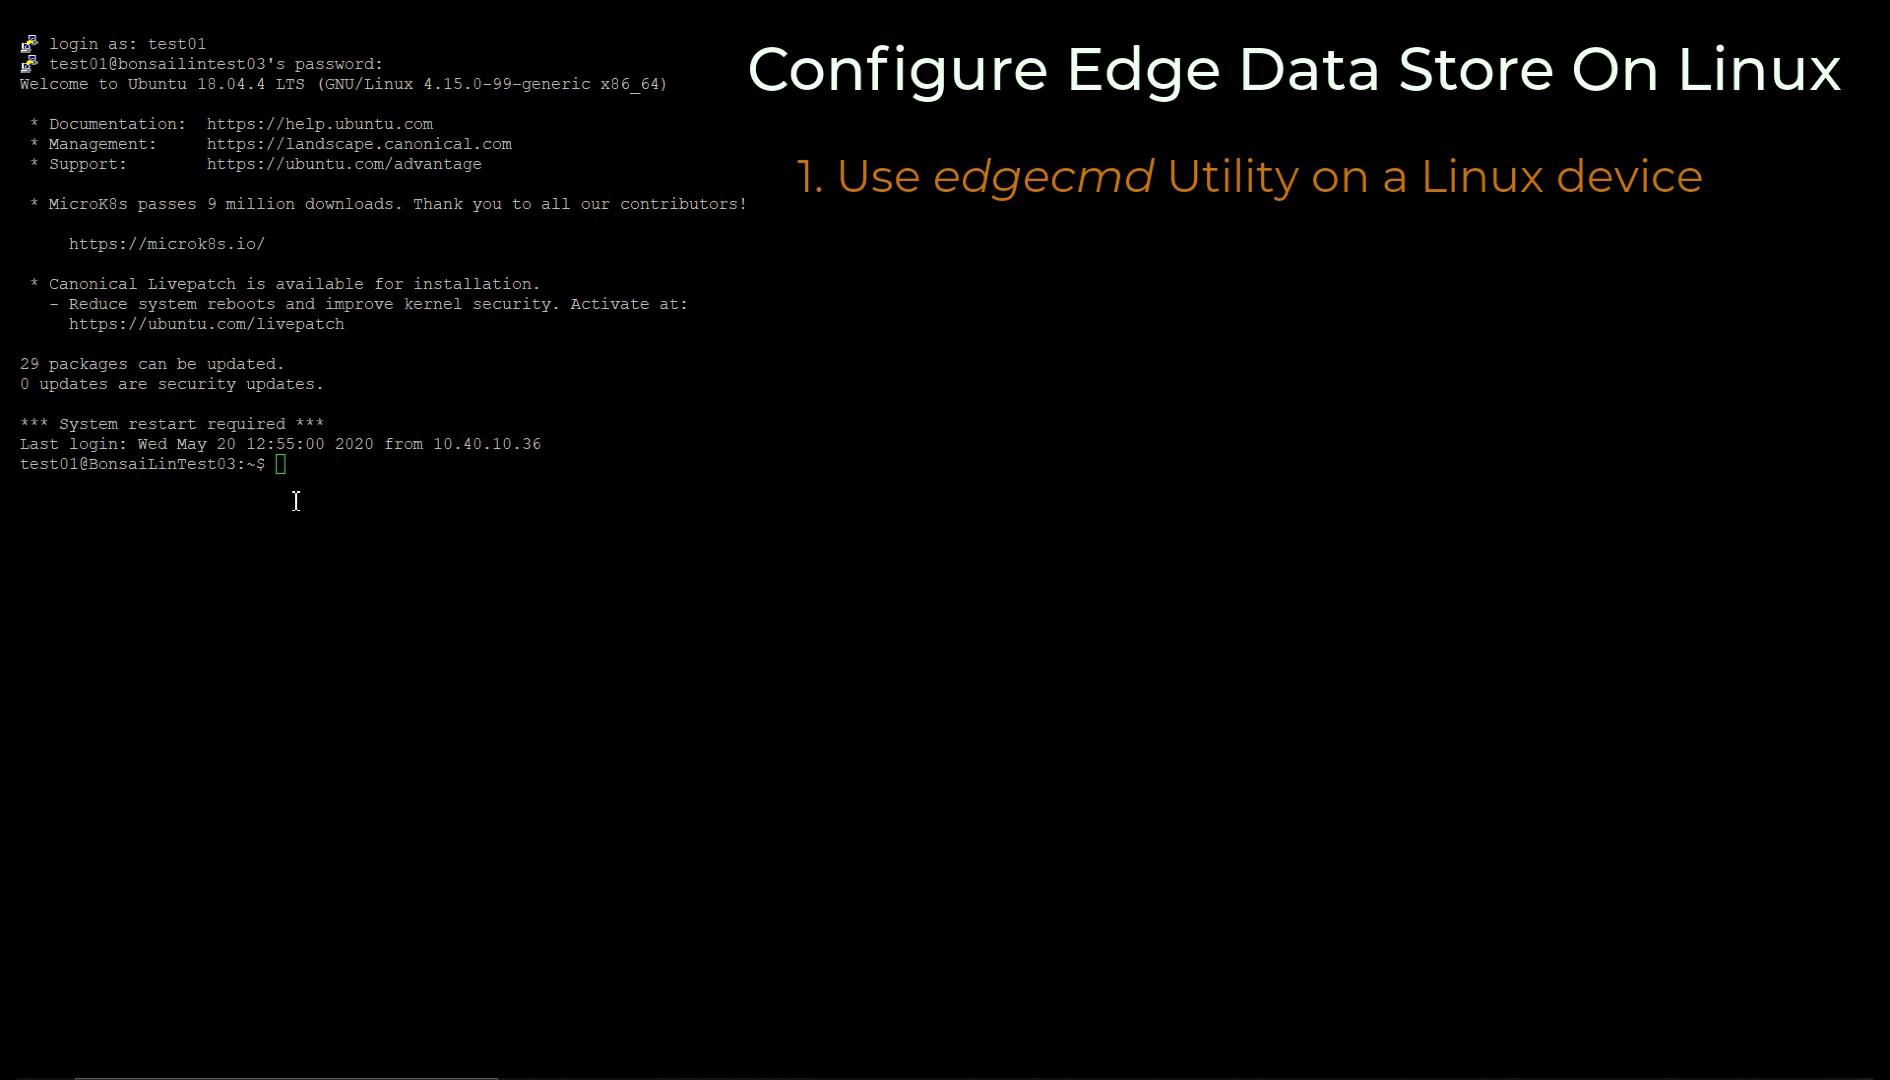 login as: test01
test01@bonsailintest03's password:
Welcome to Ubuntu 18.04.4 LTS (GNU/Linux 4.15.0-99-generic x86_64)
* Documentation:  https://help.ubuntu.com
* Management:     https://landscape.canonical.com
* Support:        https://ubuntu.com/advantage
* MicroK8s passes 9 million downloads. Thank you to all our contributors!
https://microk8s.io/
* Canonical Livepatch is available for installation.
- Reduce system reboots and improve kernel security. Activate at:
https://ubuntu.com/livepatch
29 packages can be updated.
0 updates are security updates.
*** System restart required ***
Last login: Wed May 20 12:55:00 2020 from 10.40.10.36
test01@BonsaiLinTest03:~$
Configure Edge Data Store On Linux
1. Use edgecmd Utility on a Linux device